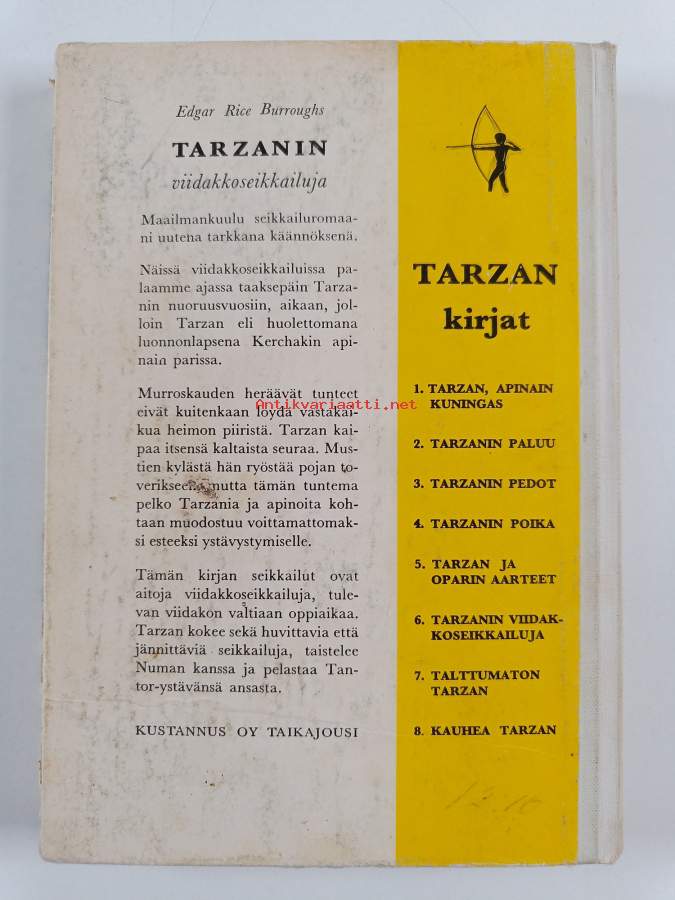 Edgar Rice Burroughs
TARZANIN
viidakkoseikkailuja
Maailmankuulu seikkailuromaa-
ni uutena tarkkana käännöksenä.
Näissä viidakkoseikkailuissa pa-
laamme ajassa taaksepäin Tarza-
nin nuoruusvuosiin, aikaan, jol-
loin Tarzan eli huolettomana
luonnonlapsena Kerchakin api-
nain parissa.
Murroskauden heräävät tunteet
eivät kuitenkaan löydä vastakai-
kua heimon piiristä. Tarzan kai-
paa itsensä kaltaista seuraa. Mus-
tien kylästä hän ryöstää pojan to-
verikseen, mutta tämän tuntema
pelko Tarzania ja apinoita koh-
taan muodostuu voittamattomak-
si esteeksi ystävystymiselle.
Tämän kirjan seikkailut ovat
aitoja viidakkoseikkailuja, tule-
van viidakon valtiaan oppiaikaa.
Tarzan kokee sekä huvittavia että
jännittäviä seikkailuja, taistelee
Numan kanssa ja pelastaa Tan-
tor-ystävänsä ansasta.
KUSTANNUS OY TAIKAJOUSI
TARZAN
kirjat
1. TARZAN, APINAIN
KUNINGAS
2. TARZANIN PALUU
3. TARZANIN PEDOT
4. TARZANIN POIKA
5. TARZAN JA
OPARIN AARTEET
6. TARZANIN VIIDAK-
KOSEIKKAILUJA
7. TALTTUMATON
TARZAN
8. KAUHEA TARZAN
Antikvariaatti.net